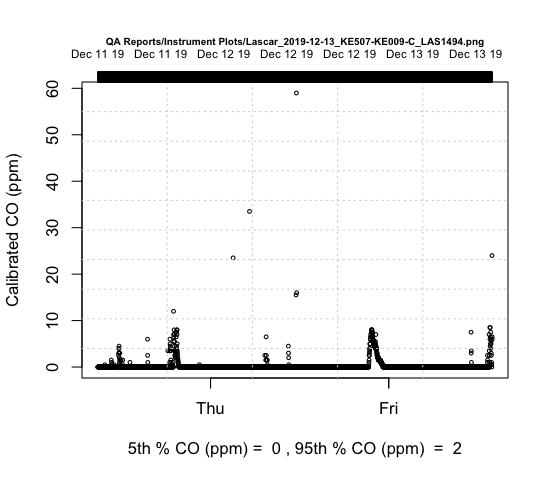 QA Reports/Instrument Plots/Lascar_2019-12-13_KE507-KE009-C_LAS1494.png
Dec 11 19 Dec 11 19 Dec 12 19 Dec 12 19 Dec 12 19 Dec 13 19 Dec 13 19
60
50
40
30
20
10
0
Calibrated CO (ppm)
Thu Fri
5th % CO (ppm) = 0 , 95th % CO (ppm) = 2